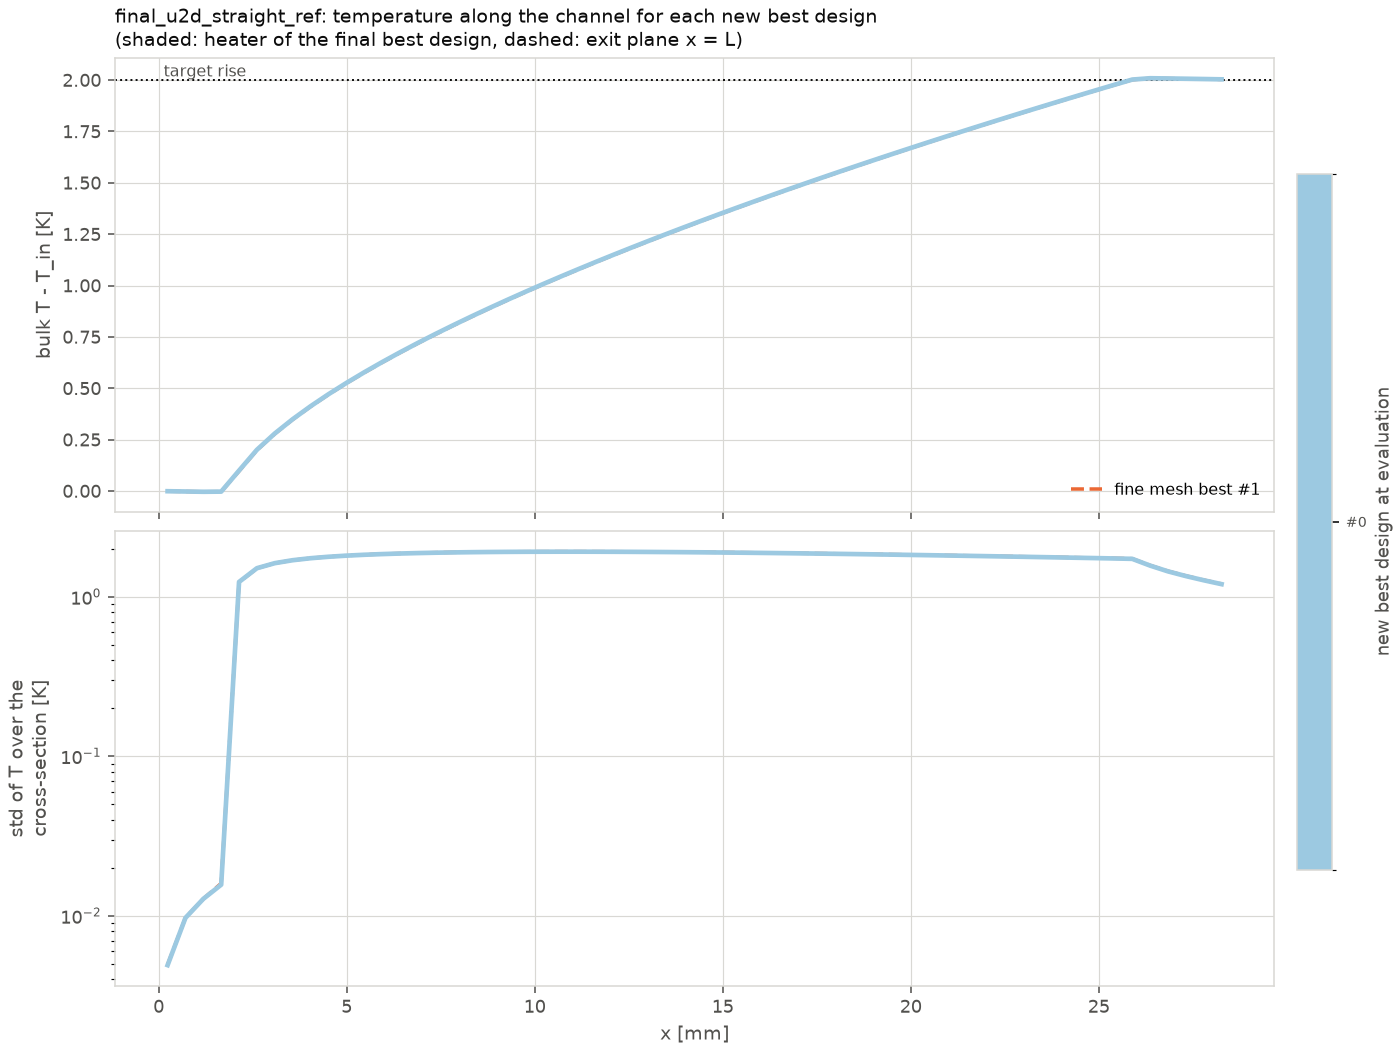 final_u2d_straight_ref: temperature along the channel for each new best design
(shaded: heater of the final best design, dashed: exit plane x = L)
target rise
2.00
1.75
1.50
1.25
1.00
0.75
0.50
0.25
0.00
bulk T - T_in [K]
fine mesh best #1
10⁰
10⁻¹
10⁻²
std of T over the
cross-section [K]
0
5
10
15
20
25
x [mm]
#0
new best design at evaluation